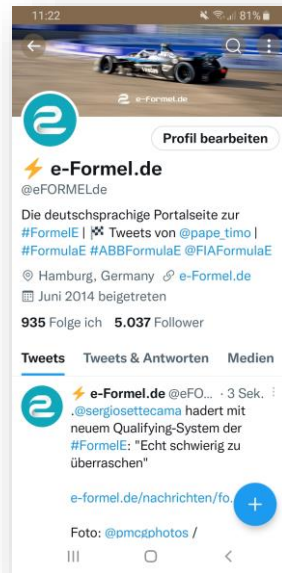 11:22
81%
e-Formel.de
Profil bearbeiten
e-Formel.de
@eFORMELde
Die deutschsprachige Portalseite zur
#FormelE | Tweets von @pape_timo |
#FormulaE #ABBFormulaE @FIAFormulaE
Hamburg, Germany e-Formel.de
Juni 2014 beigetreten
935 Folge ich 5.037 Follower
Tweets Tweets & Antworten Medien
e-Formel.de @eFO... · 3 Sek.
.@sergiosettecama hadert mit
neuem Qualifying-System der
#FormelE: "Echt schwierig zu
überraschen"
e-formel.de/nachrichten/fo.
Foto: @pmcgphotos /